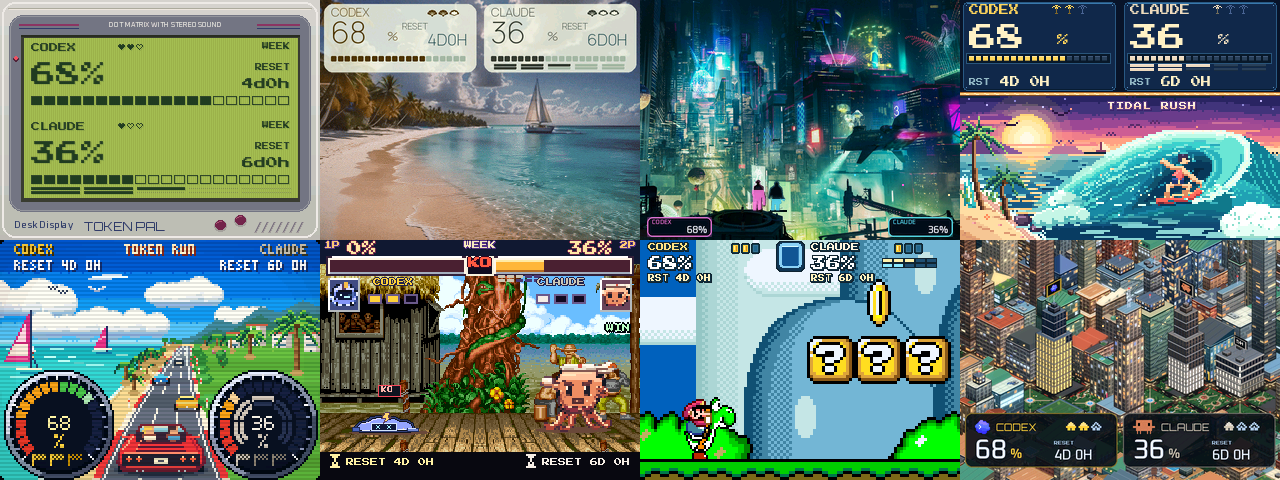 DOT MATRIX WITH STEREO SOUND
CODEX WEEK
68% RESET
4d0h
CLAUDE WEEK
36% RESET
6d0h
DeskDisplay TOKEN PAL
CODEX
68 % RESET
4D0H
CLAUDE
36 % RESET
6D0H
CODEX
68%
CLAUDE
36%
CODEX
68 %
RST 4D 0H
CLAUDE
36 %
RST 6D 0H
TIDAL RUSH
CODEX TOKEN RUN CLAUDE
RESET 4D 0H RESET 6D 0H
68
%
36
%
1P 0% WEEK 36% 2P
KO
CODEX CLAUDE
WIN
KO
RESET 4D 0H RESET 6D 0H
CODEX
68%
RST 4D 0H
CLAUDE
36%
RST 6D 0H
? ? ?
CODEX
68 % RESET
4D 0H
CLAUDE
36 % RESET
6D 0H